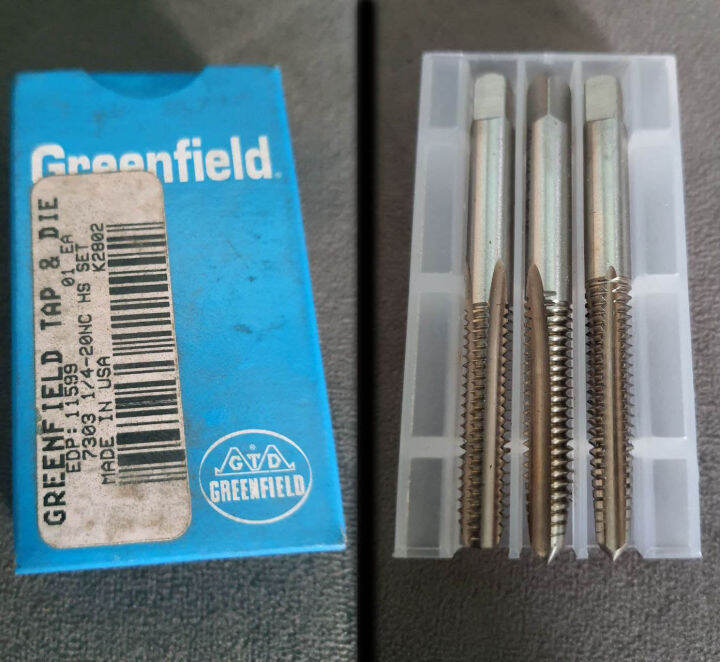 Greenfield
GREENFIELD TAP & DIE
EDP: 11599 01 EA
7303 1/4-20NC HS SET
MADE IN USA K2802
GTD
GREENFIELD